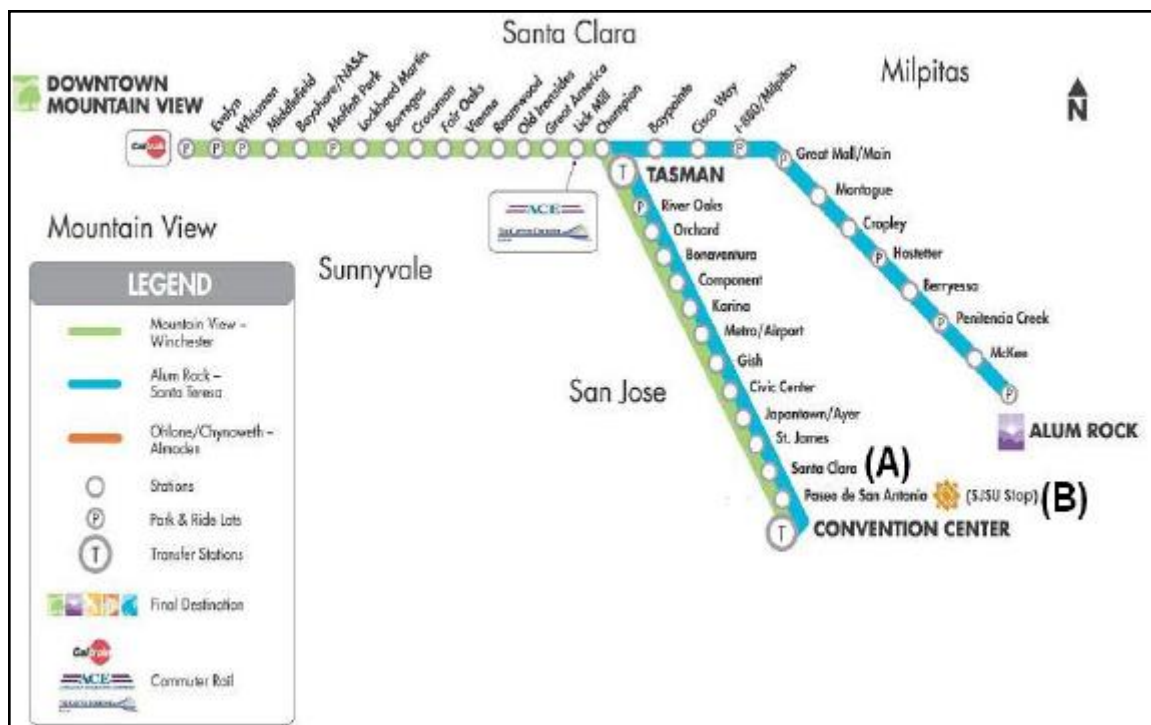 Santa Clara
Milpitas
DOWNTOWN
MOUNTAIN VIEW
Evelyn
Whisman
Middlefield
Bayshore/NASA
Moffett Park
Lockheed Martin
Borregas
Crossman
Fair Oaks
Vienna
Reamwood
Old Ironsides
Great America
Lick Mill
Champion
Baypointe
Cisco Way
I-880/Milpitas
N
Great Mall/Main
Montague
Cropley
Hostetter
Berryessa
Penitencia Creek
McKee
ALUM ROCK
T
TASMAN
River Oaks
Orchard
Bonaventura
Component
Karina
Metro/Airport
Gish
Civic Center
Japantown/Ayer
St. James
Santa Clara (A)
Paseo de San Antonio (SJSU Stop) (B)
T
CONVENTION CENTER
ACE
Mountain View
Sunnyvale
San Jose
LEGEND
Mountain View –
Winchester
Alum Rock –
Santa Teresa
Ohlone/Chynoweth –
Almaden
Stations
P
Park & Ride Lots
T
Transfer Stations
Final Destination
Cal
ACE
Commuter Rail